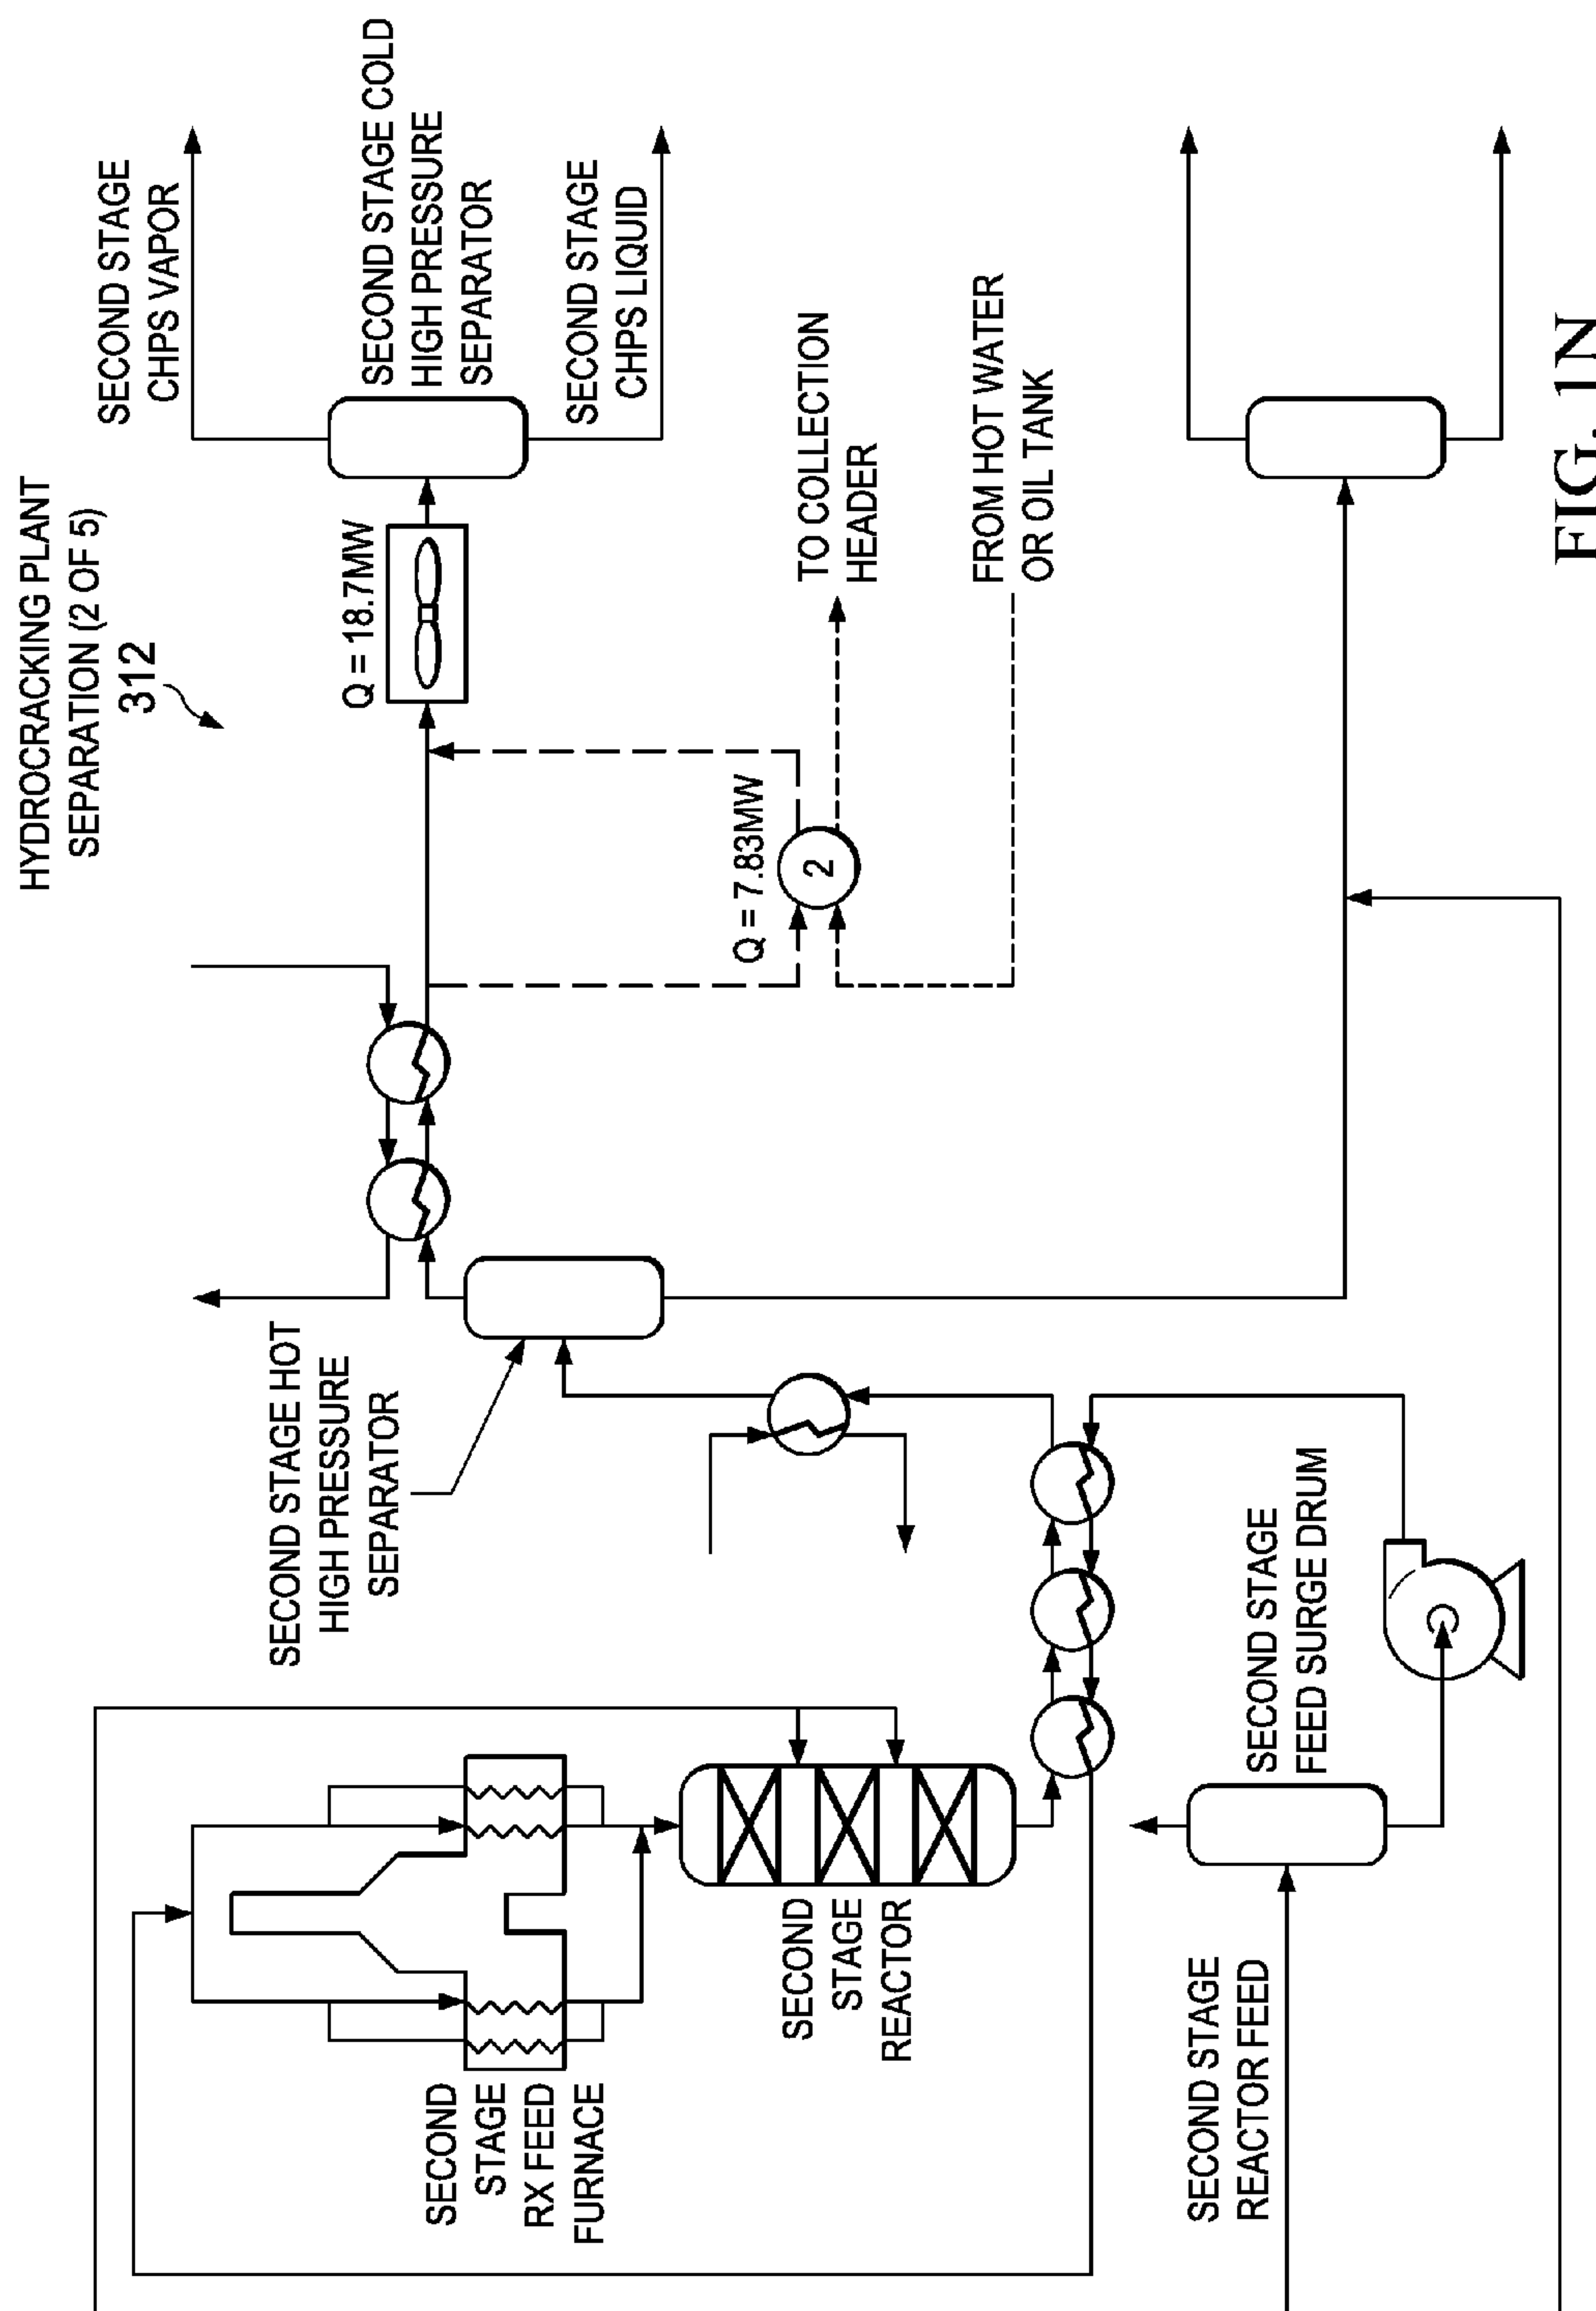 HYDROCRACKING PLANT
SEPARATION (2 OF 5)
312
SECOND STAGE
CHPS VAPOR
SECOND STAGE COLD
HIGH PRESSURE
SEPARATOR
Q = 18.7MW
SECOND STAGE
CHPS LIQUID
Q = 7.83MW
2
TO COLLECTION
HEADER
FROM HOT WATER
OR OIL TANK
SECOND STAGE HOT
HIGH PRESSURE
SEPARATOR
SECOND
STAGE
RX FEED
FURNACE
SECOND
STAGE
REACTOR
SECOND STAGE
FEED SURGE DRUM
SECOND STAGE
REACTOR FEED
FIG. 1N